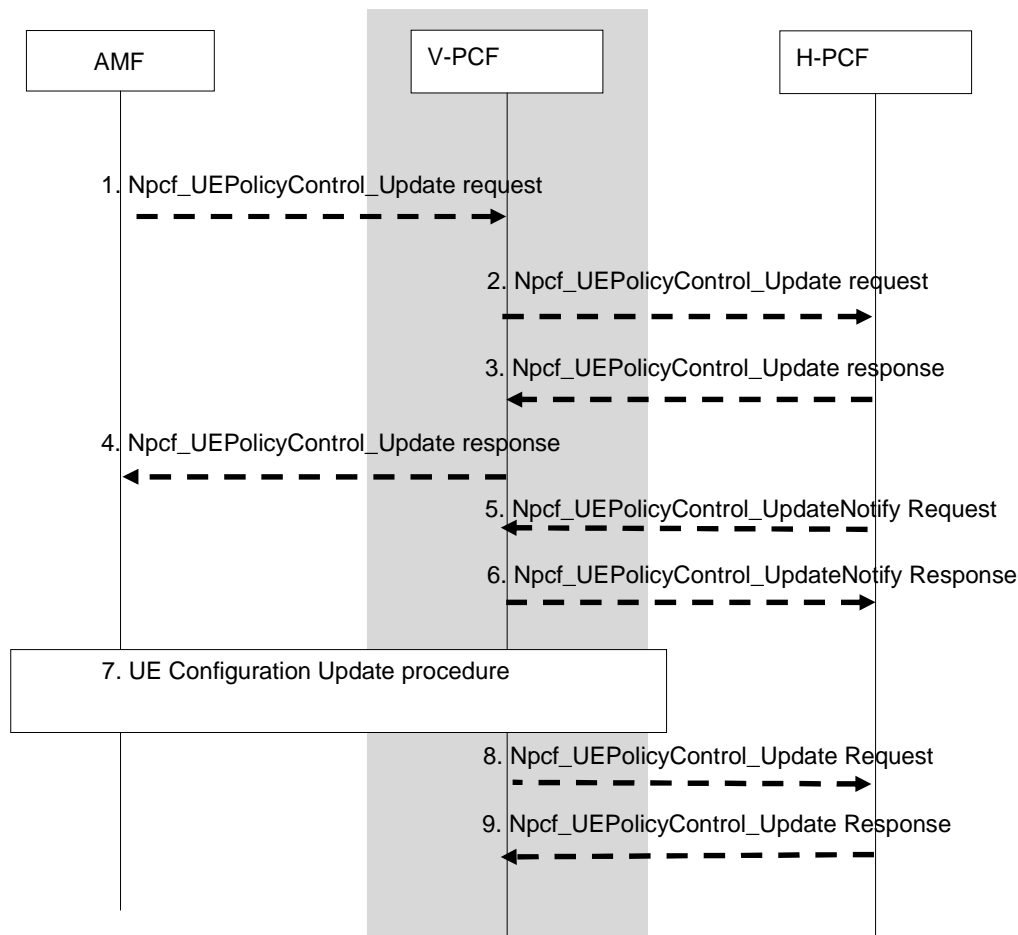 AMF
V-PCF
H-PCF
1. Npcf_UEPolicyControl_Update request
2. Npcf_UEPolicyControl_Update request
3. Npcf_UEPolicyControl_Update response
4. Npcf_UEPolicyControl_Update response
5. Npcf_UEPolicyControl_UpdateNotify Request
6. Npcf_UEPolicyControl_UpdateNotify Response
7. UE Configuration Update procedure
8. Npcf_UEPolicyControl_Update Request
9. Npcf_UEPolicyControl_Update Response